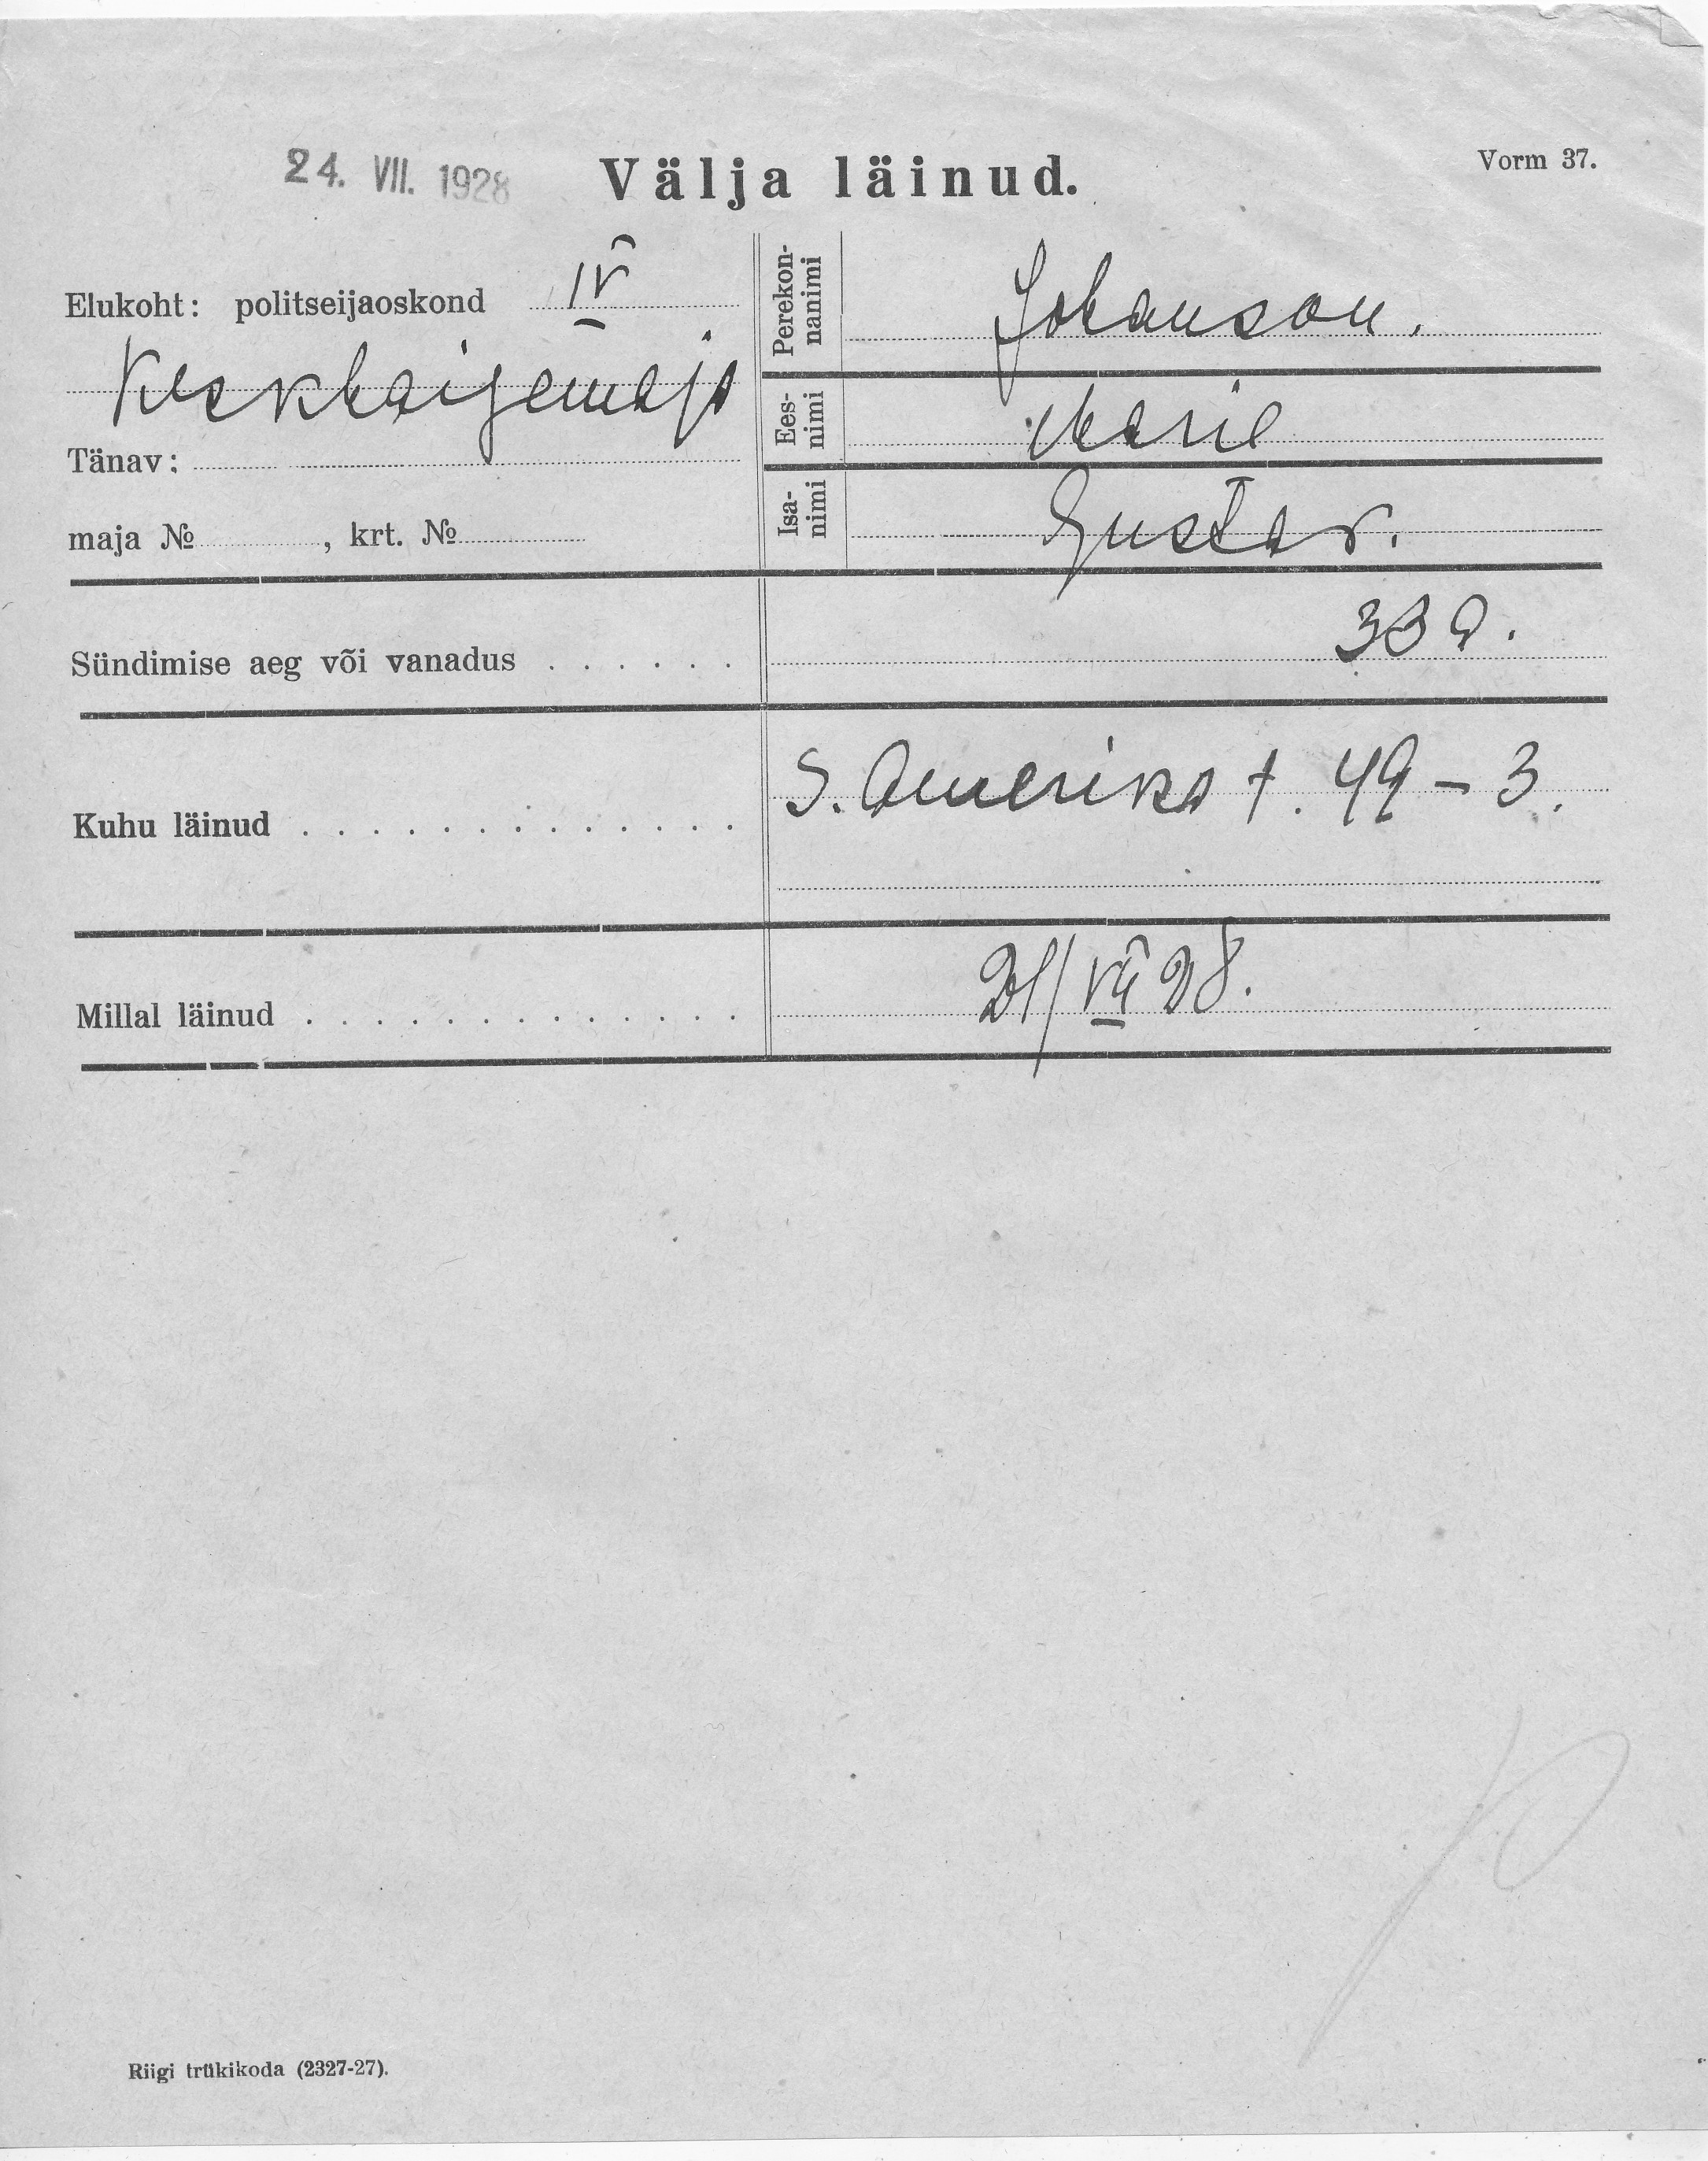 24. VII. 1928
Välja läinud.
Vorm 37.
Elukoht: politseijaoskond IV
Keskhaigemaja
Tänav:
maja № , krt. №
Perekon-
nanimi
Johanson.
Ees-
nimi
Marie
Isa-
nimi
Gustav.
Sündimise aeg või vanadus . . . . . .
33 a.
Kuhu läinud . . . . . . . . . . . . .
S. Ameerika t. 49 – 3.
Millal läinud . . . . . . . . . . . . .
21/VII 28.
Riigi trükikoda (2327-27).